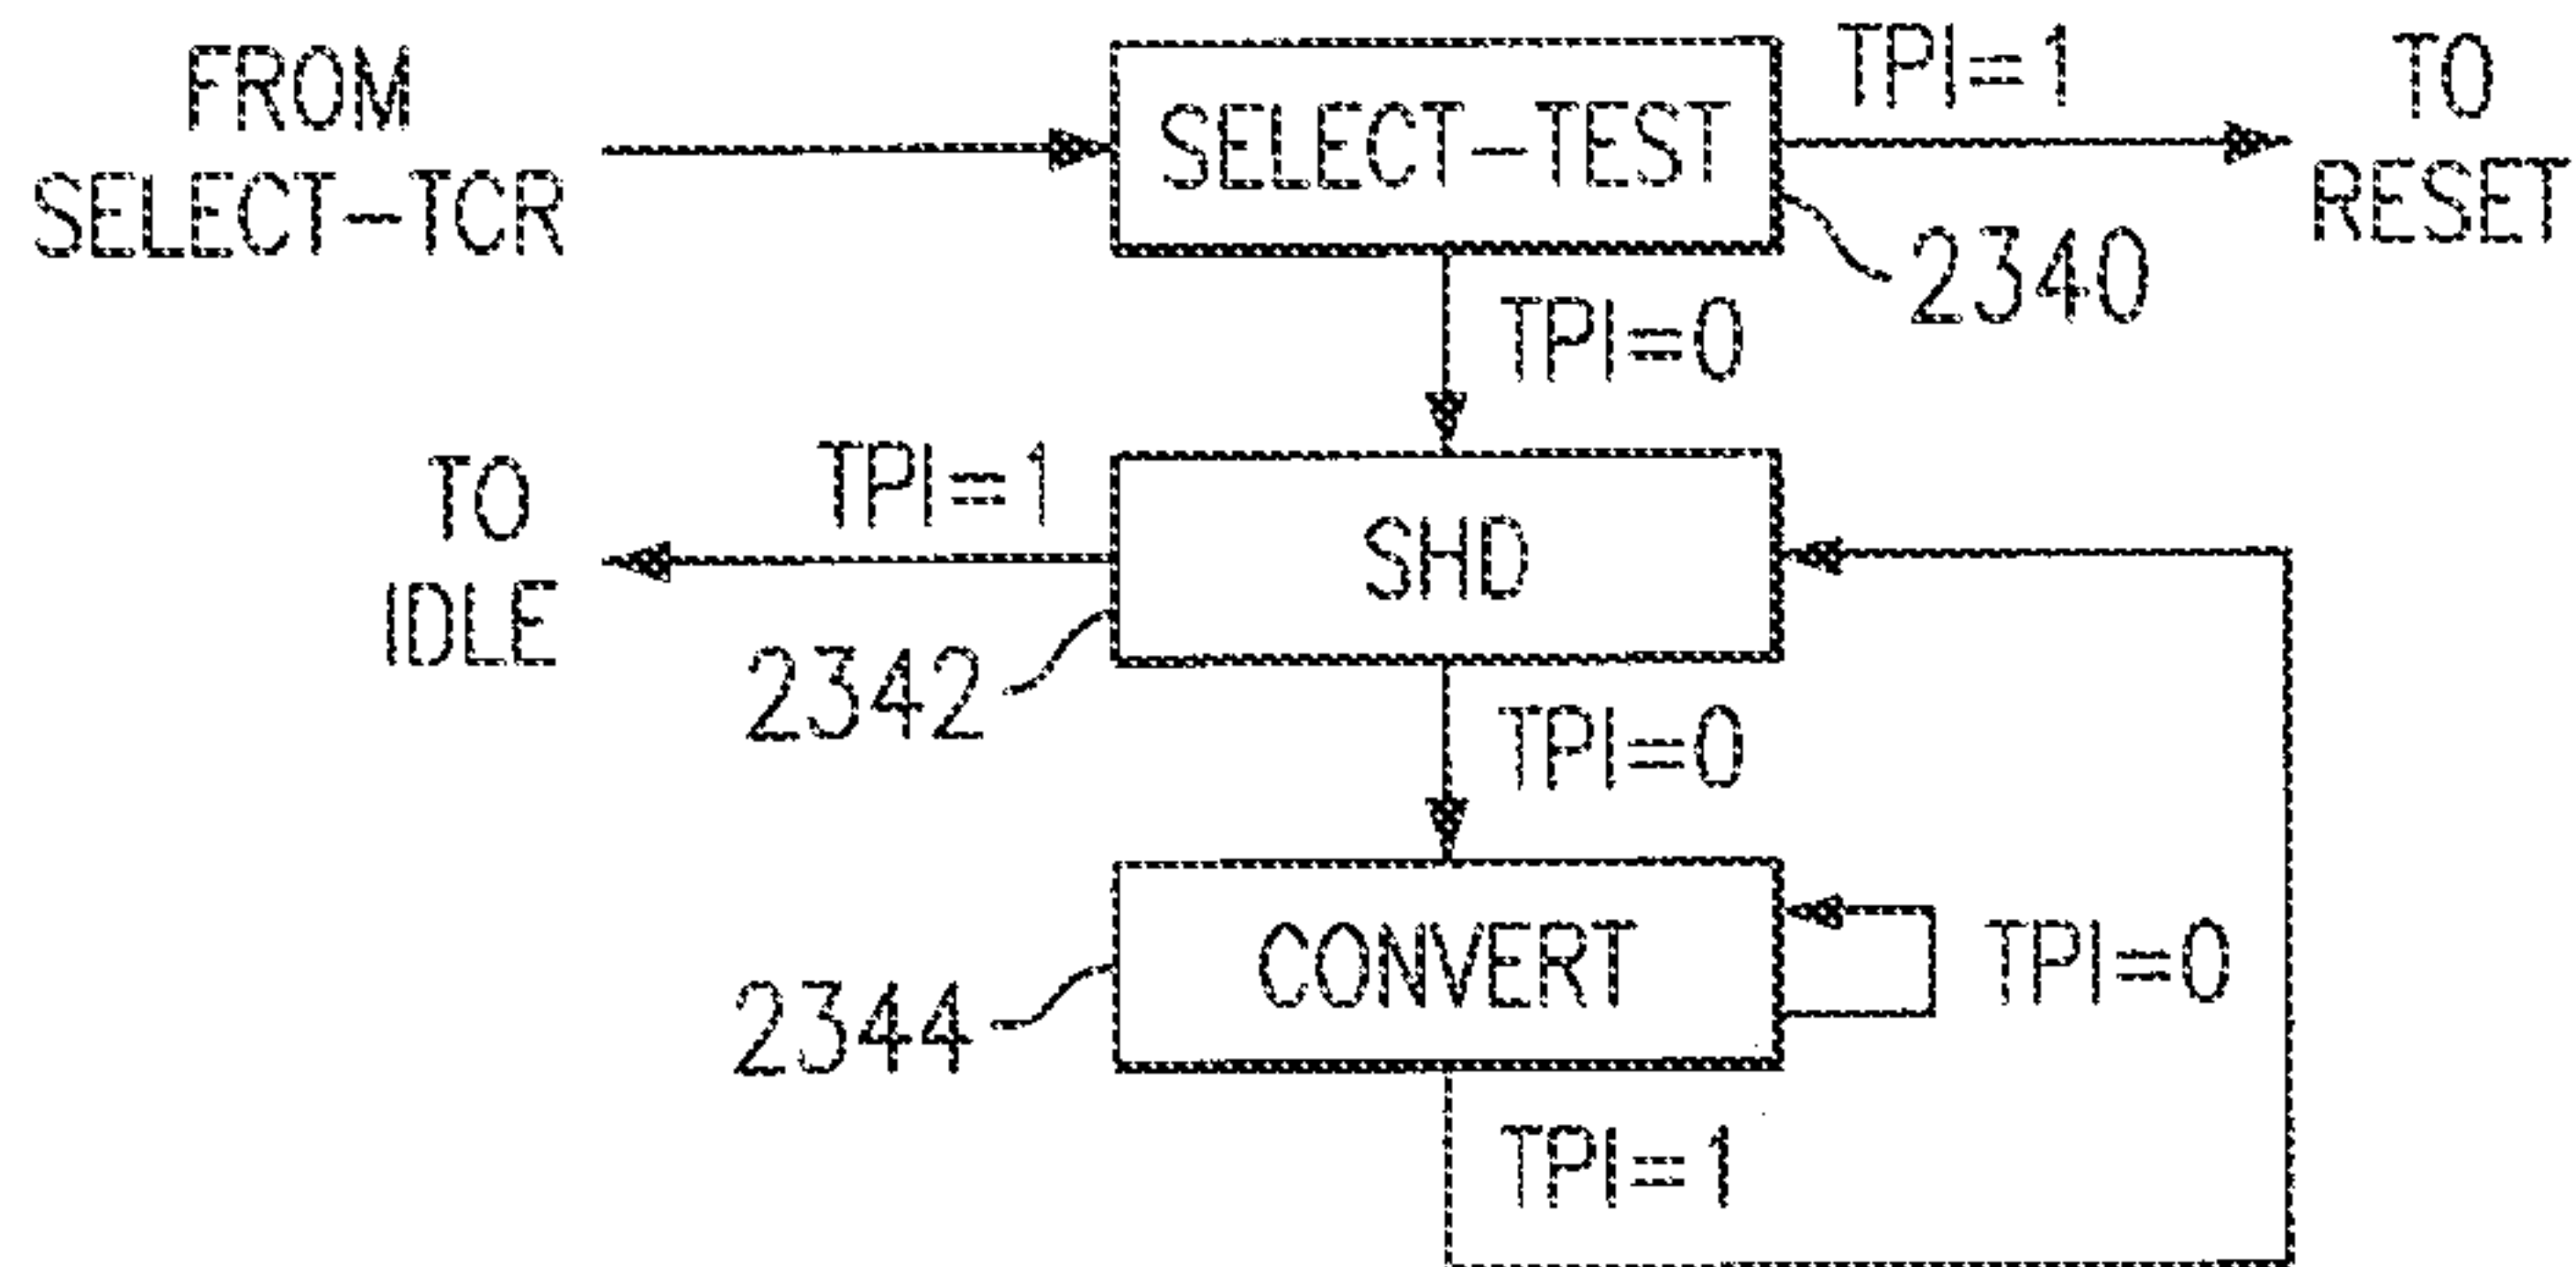 FROM
SELECT-TCR
SELECT-TEST
TPI=1
TO
RESET
2340
TPI=0
TO
IDLE
TPI=1
SHD
2342
TPI=0
CONVERT
TPI=0
2344
TPI=1